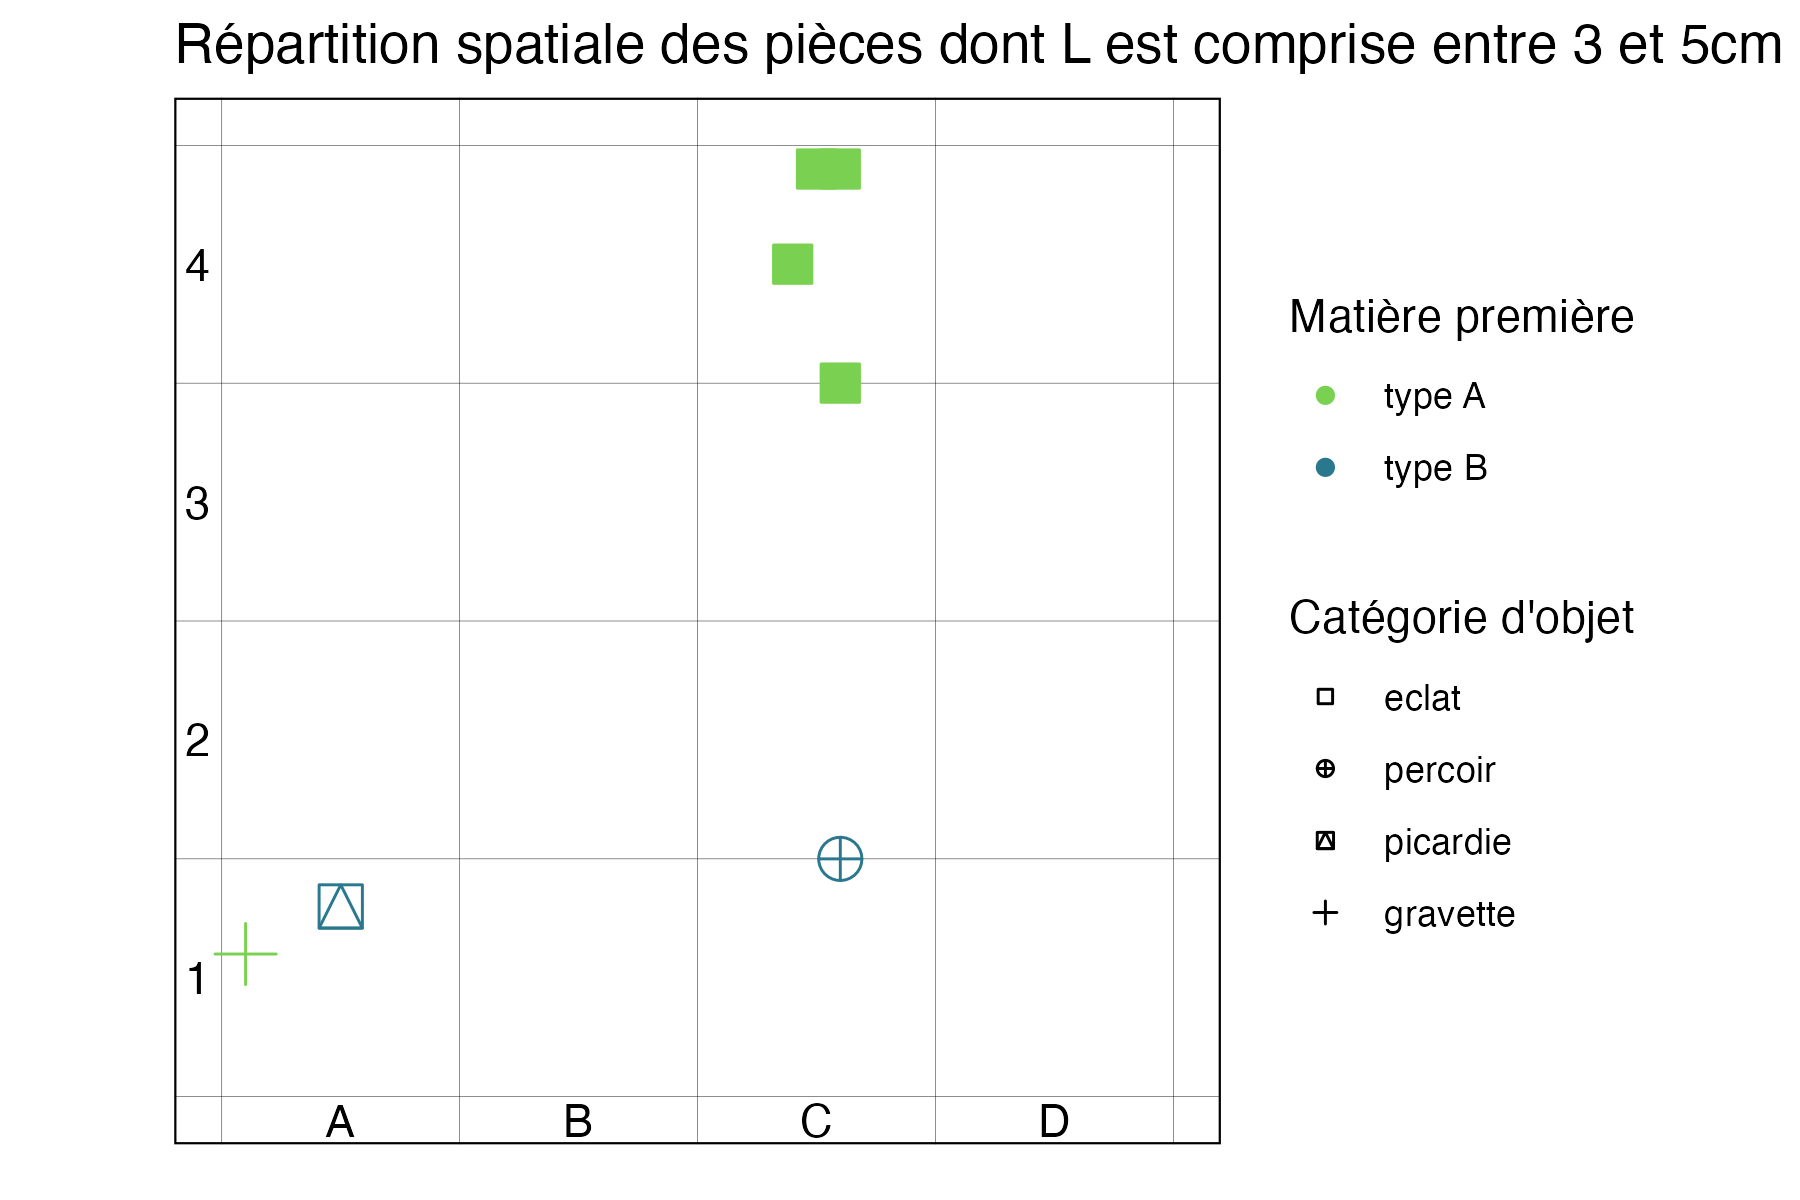 Répartition spatiale des pièces dont L est comprise entre 3 et 5cm
4
3
2
1
A
B
C
D
Matière première
type A
type B
Catégorie d'objet
eclat
percoir
picardie
gravette